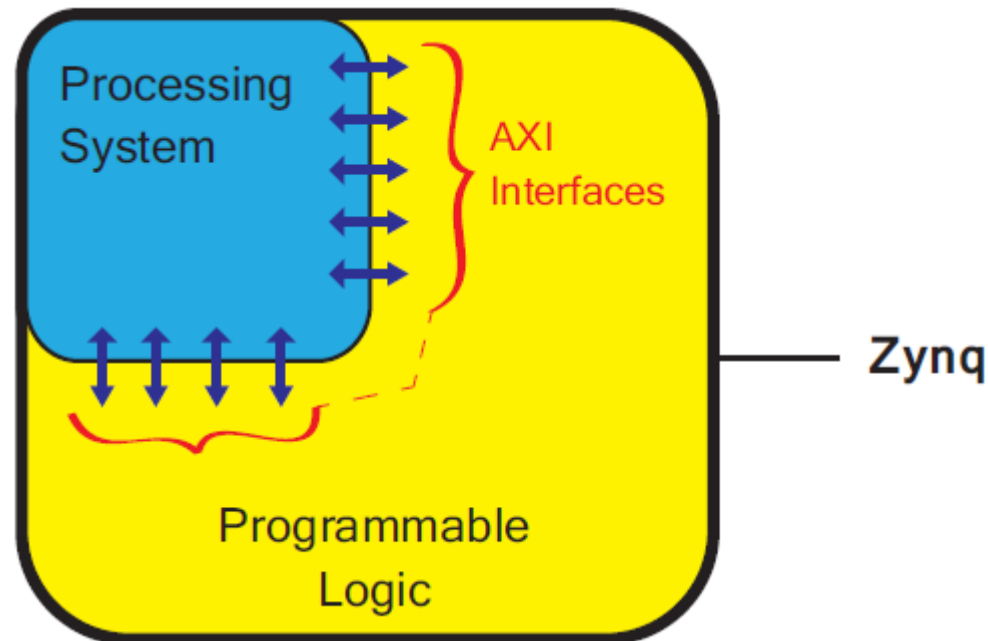 Processing
System
AXI
Interfaces
Zynq
Programmable
Logic